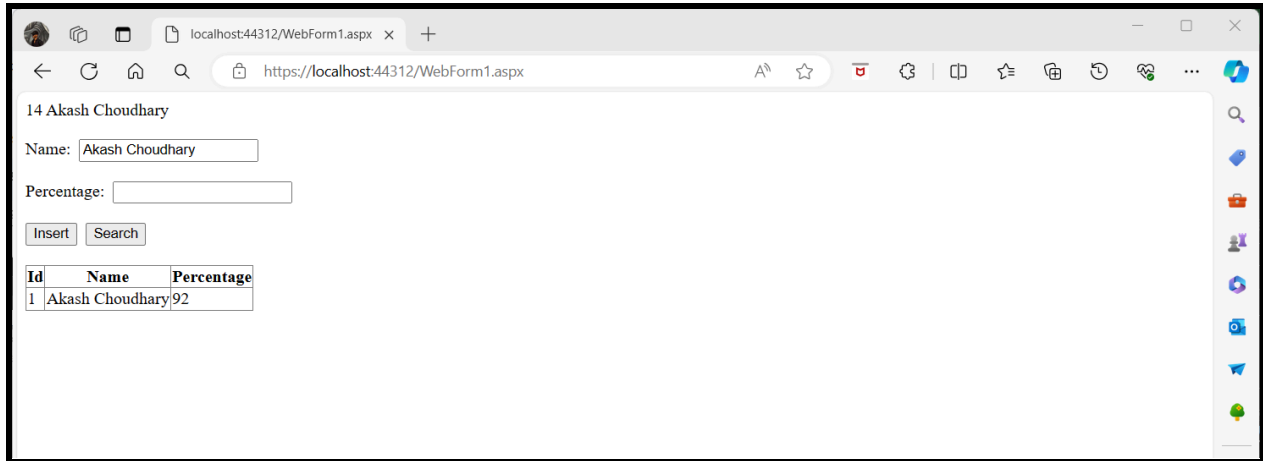 localhost:44312/WebForm1.aspx
https://localhost:44312/WebForm1.aspx
14 Akash Choudhary
Name: Akash Choudhary
Percentage:
Insert Search
Id Name Percentage
1 Akash Choudhary 92